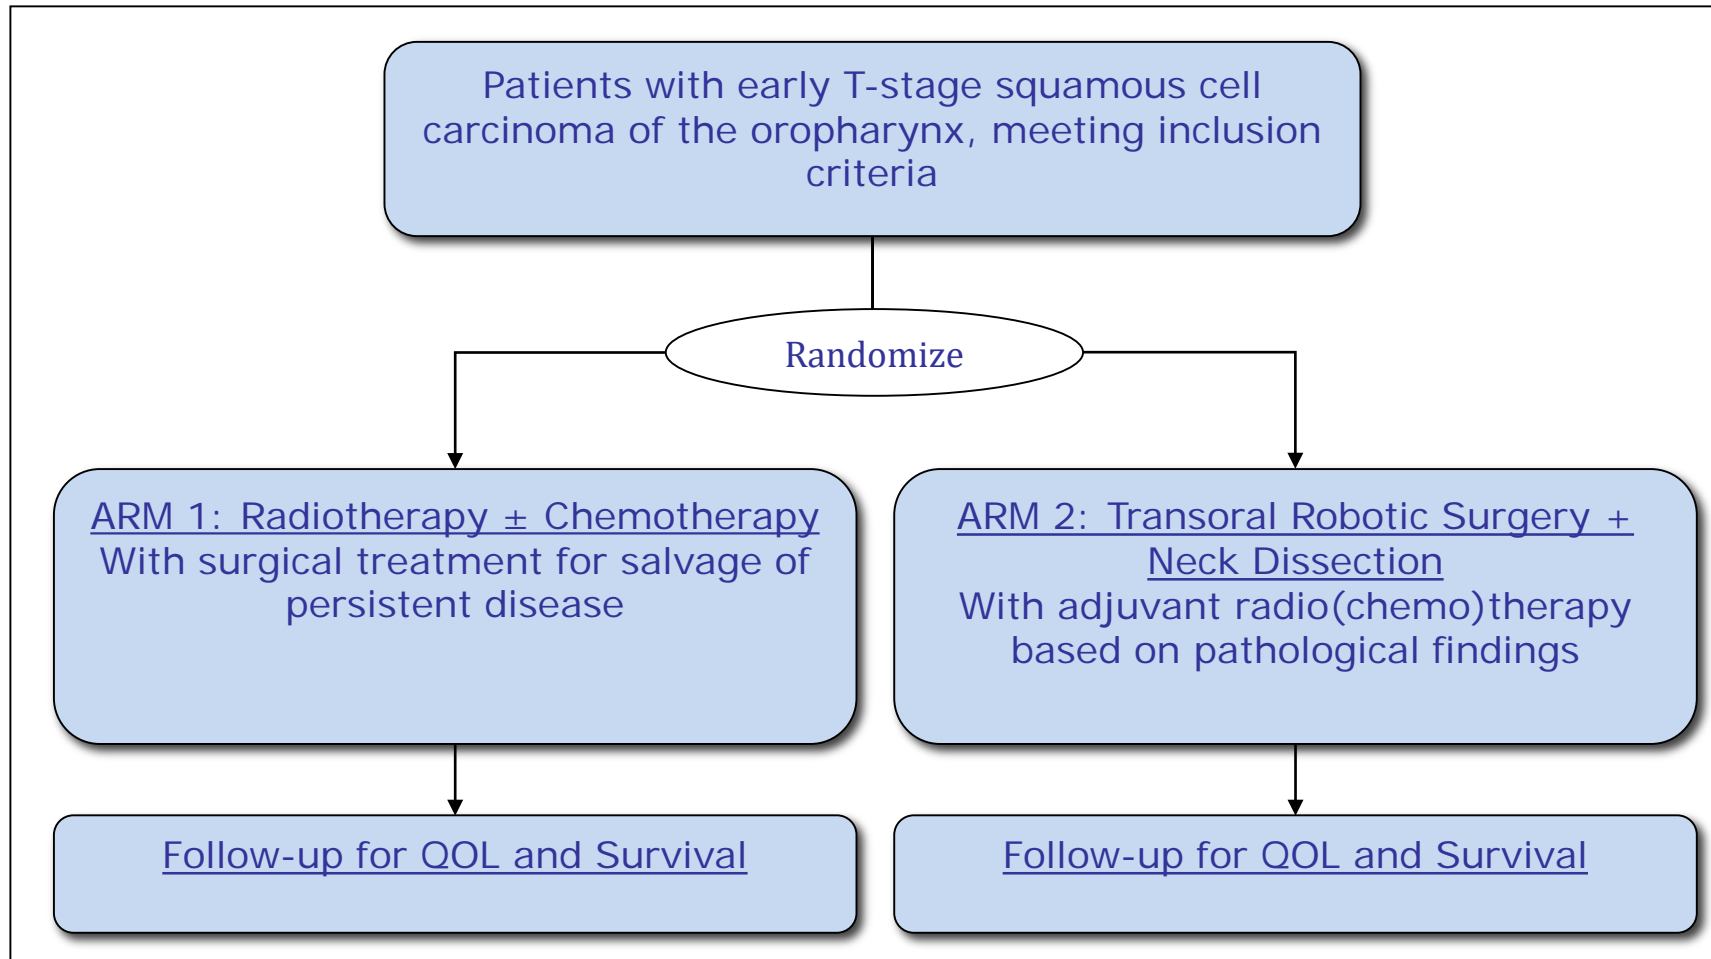 Patients with early T-stage squamous cell
carcinoma of the oropharynx, meeting inclusion
criteria
Randomize
ARM 1: Radiotherapy ± Chemotherapy
With surgical treatment for salvage of
persistent disease
ARM 2: Transoral Robotic Surgery +
Neck Dissection
With adjuvant radio(chemo)therapy
based on pathological findings
Follow-up for QOL and Survival
Follow-up for QOL and Survival